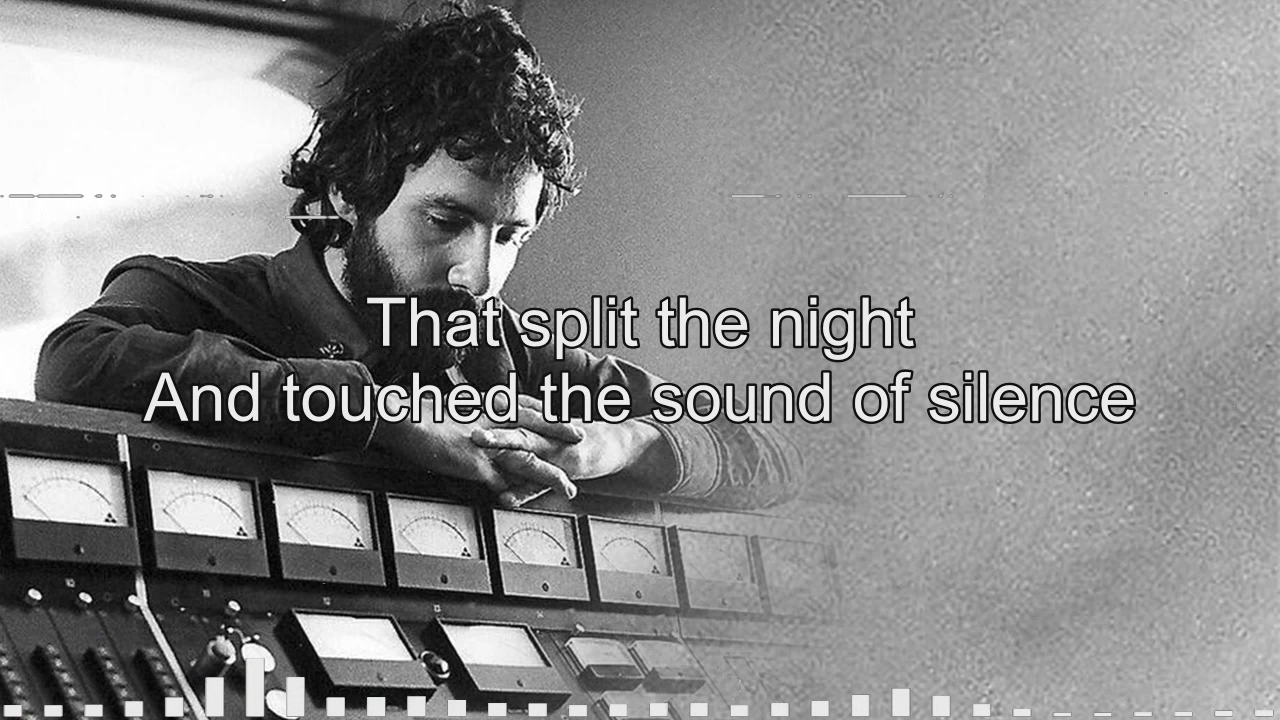 That split the night
And touched the sound of silence